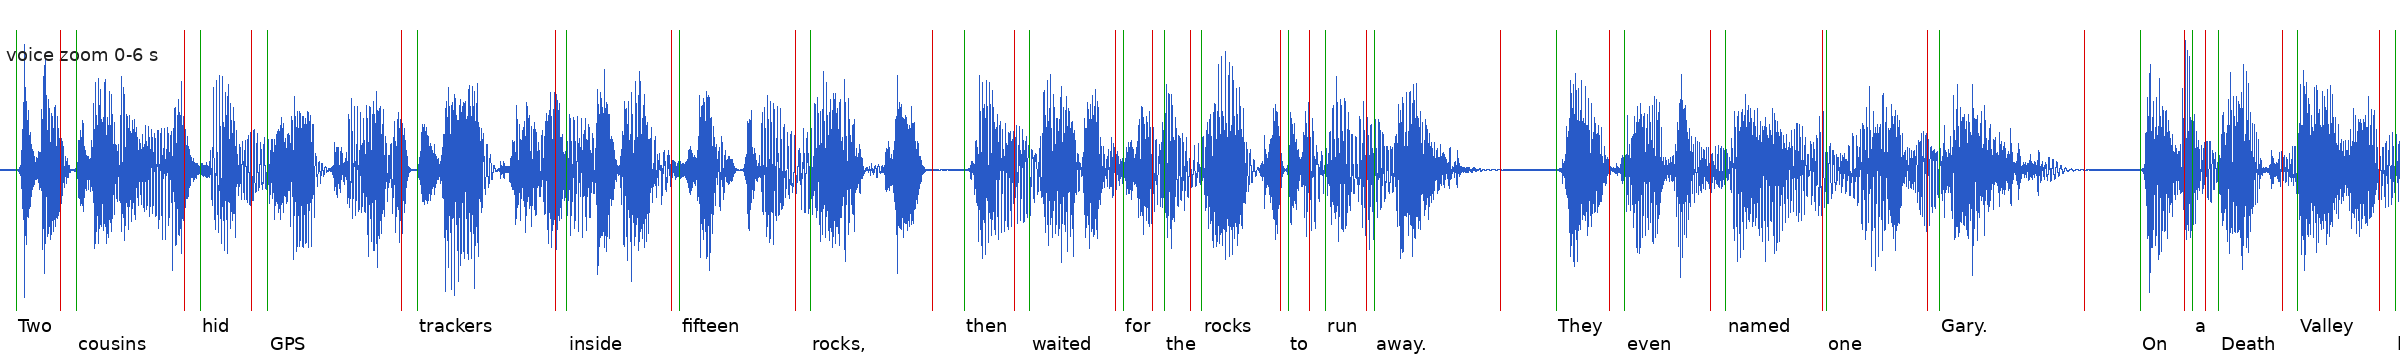 voice zoom 0-6 s
Two cousins hid GPS trackers inside fifteen rocks, then waited for the rocks to run away. They even named one Gary. On a Death Valley